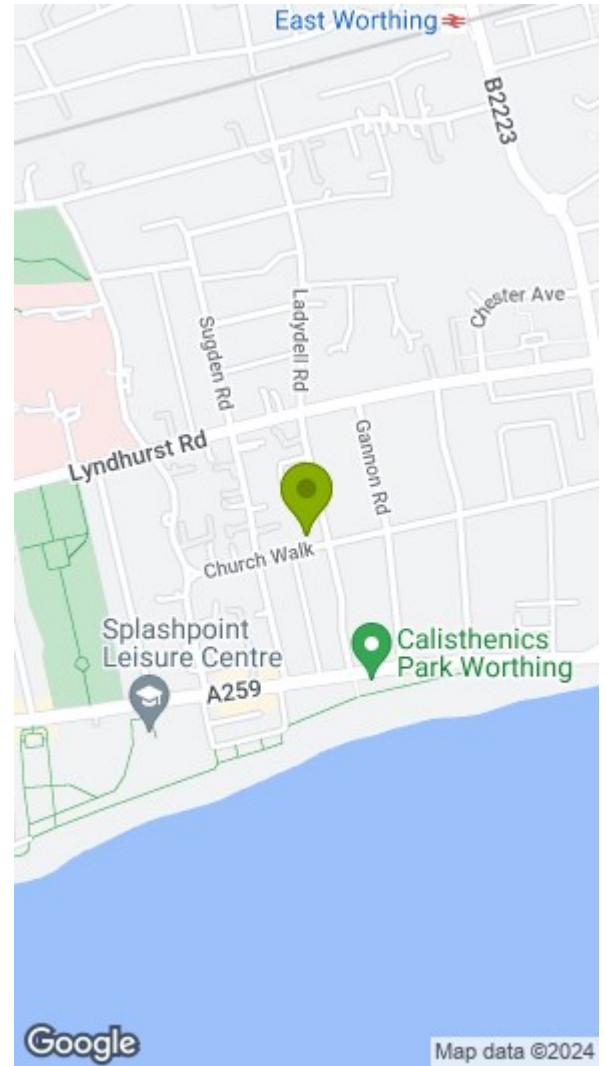 East Worthing
B2223
Chester Ave
Ladydell Rd
Sugden Rd
Gannon Rd
Lyndhurst Rd
Church Walk
Splashpoint
Leisure Centre
Calisthenics
Park Worthing
A259
Google
Map data ©2024